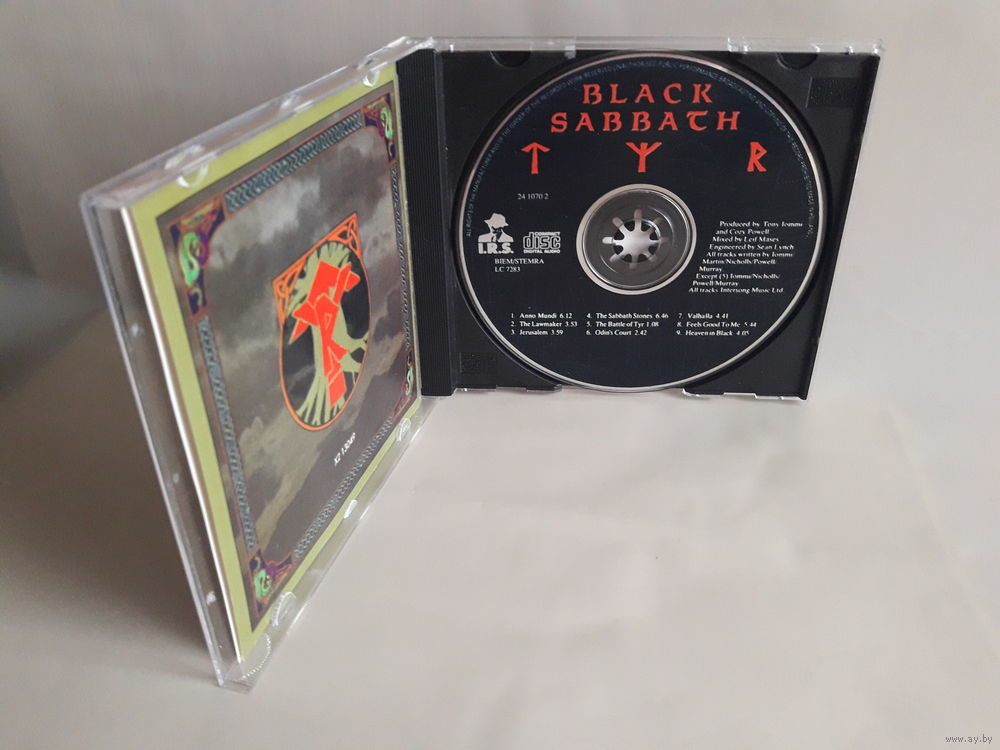 BLACK
SABBATH
ᛏ ᛉ ᚱ
24 1070 2
I.R.S.
COMPACT
disc
DIGITAL AUDIO
BIEM/STEMRA
LC 7283
Produced by Tony Iommi
and Cozy Powell
Mixed by Leif Mases
Engineered by Sean Lynch
All tracks written by Iommi/
Martin/Nicholls/Powell/
Murray.
Except (5) Iommi/Nicholls/
Powell/Murray
All tracks Intersong Music Ltd
1. Anno Mundi 6.12
2. The Lawmaker 3.53
3. Jerusalem 3.59
4. The Sabbath Stones 6.46
5. The Battle of Tyr 1.08
6. Odin's Court 2.42
7. Valhalla 4.41
8. Feels Good To Me 5.44
9. Heaven in Black 4.05
X2 13049
www.ay.by